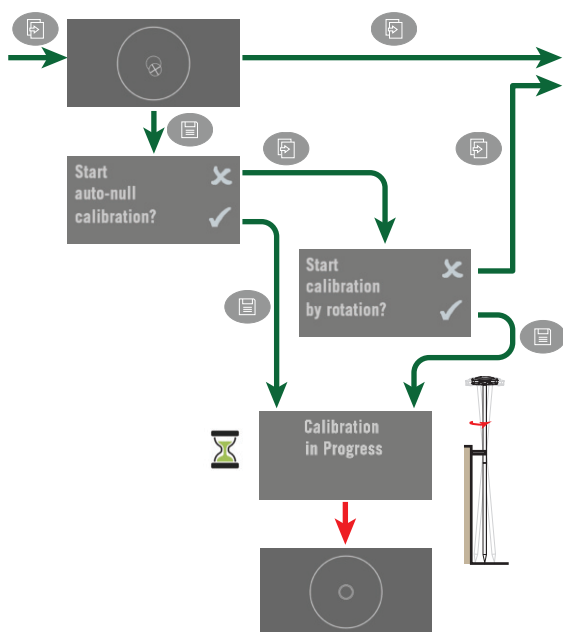 Start
auto-null
calibration?
Start
calibration
by rotation?
Calibration
in Progress